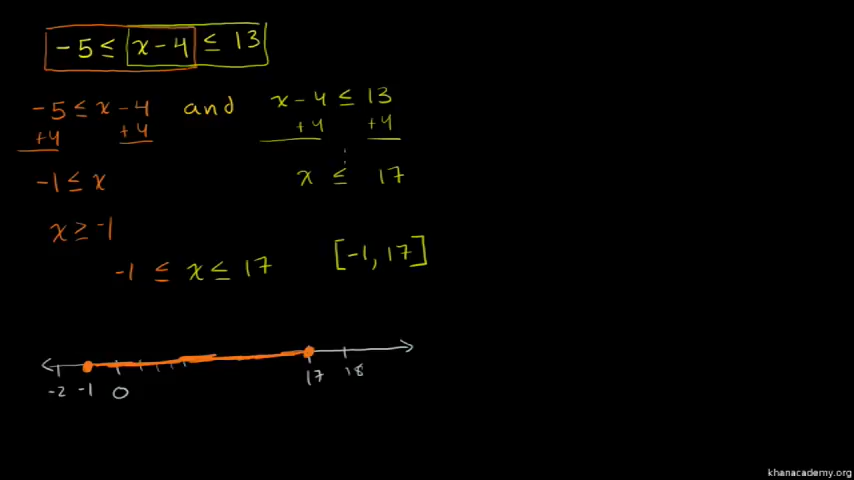 -5 ≤ x - 4 ≤ 13
-5 ≤ x - 4 and x - 4 ≤ 13
+4 +4 +4 +4
-1 ≤ x x ≤ 17
x ≥ -1
-1 ≤ x ≤ 17 [-1, 17]
-2 -1 0 17 18
khanacademy.org